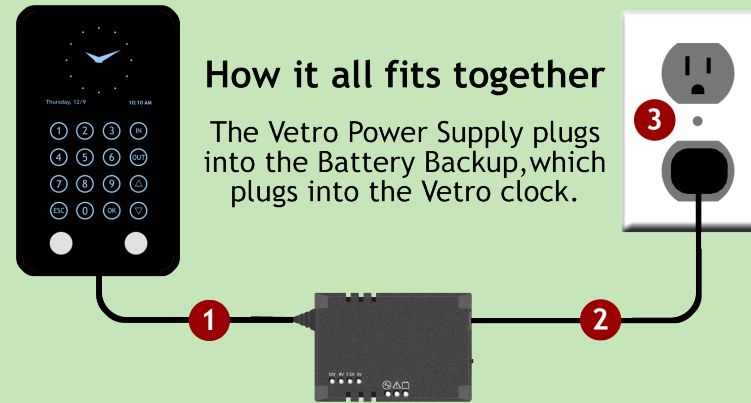 How it all fits together
The Vetro Power Supply plugs
into the Battery Backup,which
plugs into the Vetro clock.
Thursday, 12/9 10:10 AM
1 2 3 IN
4 5 6 OUT
7 8 9
ESC 0 OK
3
1
2
12V 9V 7.5V 5V